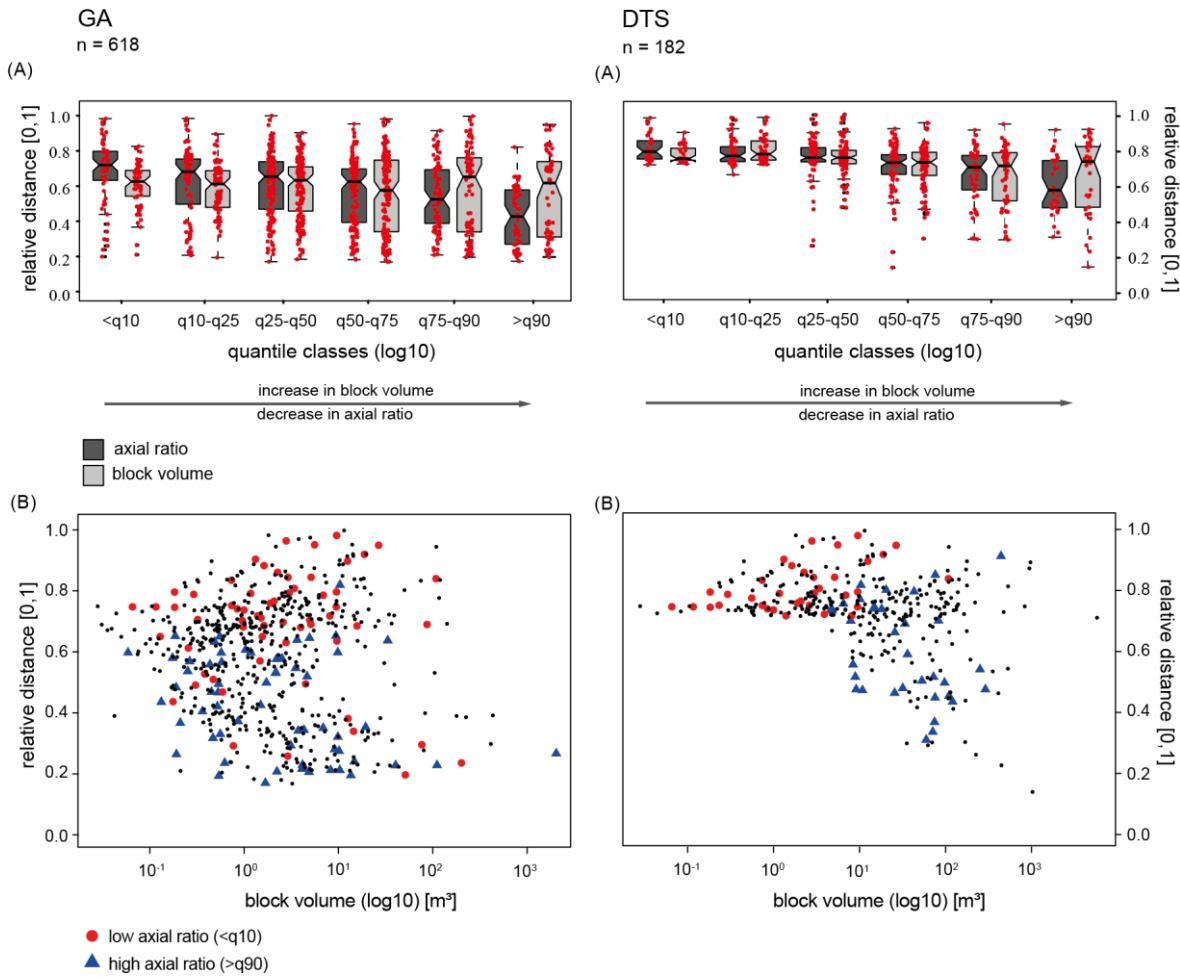 GA
n = 618
DTS
n = 182
(A)
relative distance [0,1]
1.0
0.8
0.6
0.4
0.2
0.0
<q10 q10-q25 q25-q50 q50-q75 q75-q90 >q90
quantile classes (log10)
increase in block volume
decrease in axial ratio
axial ratio
block volume
(A)
1.0
0.8
0.6
0.4
0.2
0.0
relative distance [0,1]
<q10 q10-q25 q25-q50 q50-q75 q75-q90 >q90
quantile classes (log10)
increase in block volume
decrease in axial ratio
(B)
relative distance [0,1]
1.0
0.8
0.6
0.4
0.2
0.0
10⁻¹ 10⁰ 10¹ 10² 10³
block volume (log10) [m³]
low axial ratio (<q10)
high axial ratio (>q90)
(B)
1.0
0.8
0.6
0.4
0.2
0.0
relative distance [0,1]
10⁻¹ 10⁰ 10¹ 10² 10³
block volume (log10) [m³]